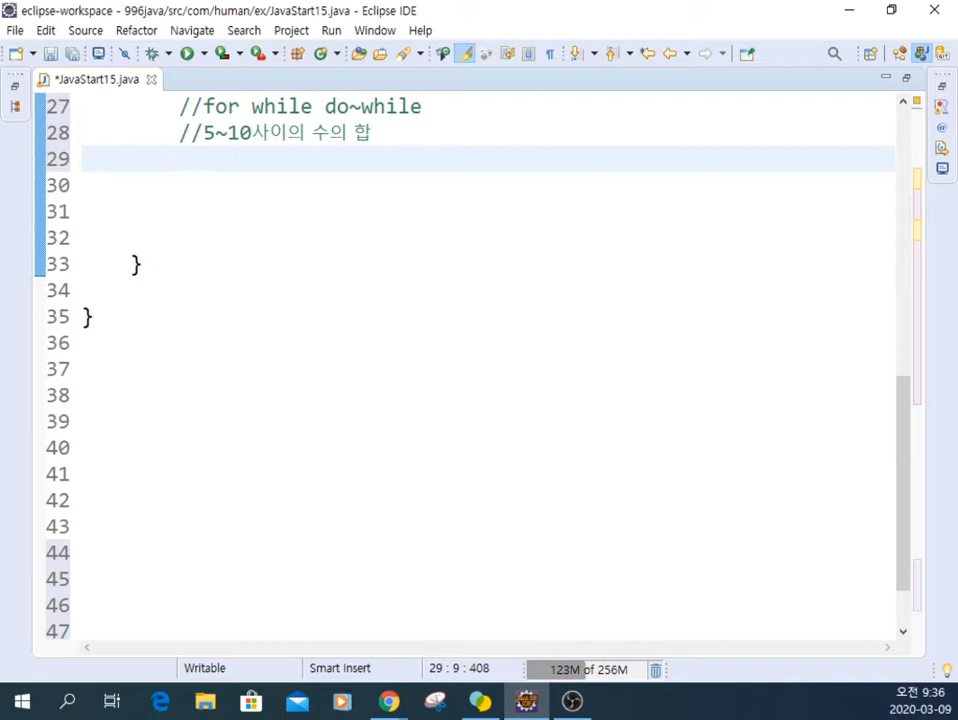 eclipse-workspace - 996java/src/com/human/ex/JavaStart15.java - Eclipse IDE
File Edit Source Refactor Navigate Search Project Run Window Help
*JavaStart15.java
27 //for while do~while
28 //5~10사이의 수의 합
29
30
31
32
33 }
34
35 }
36
37
38
39
40
41
42
43
44
45
46
47
Writable Smart Insert 29 : 9 : 408 123M of 256M
오전 9:36
2020-03-09